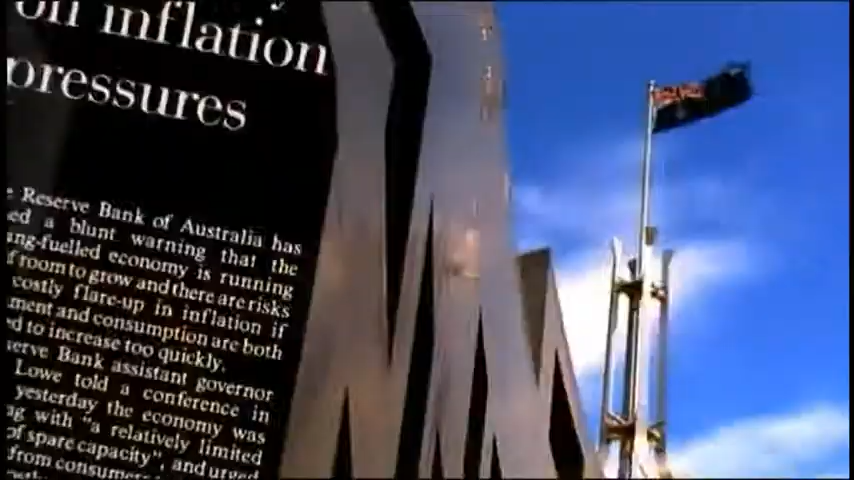 on inflation
pressures
Reserve Bank of Australia has
a blunt warning that the
economy is running
room to grow and there are risks
costly flare-up in inflation if
and consumption are both
to increase too quickly.
Bank assistant governor
Lowe told a conference in
yesterday the economy was
with "a relatively limited
of spare capacity", and urged
from consumers